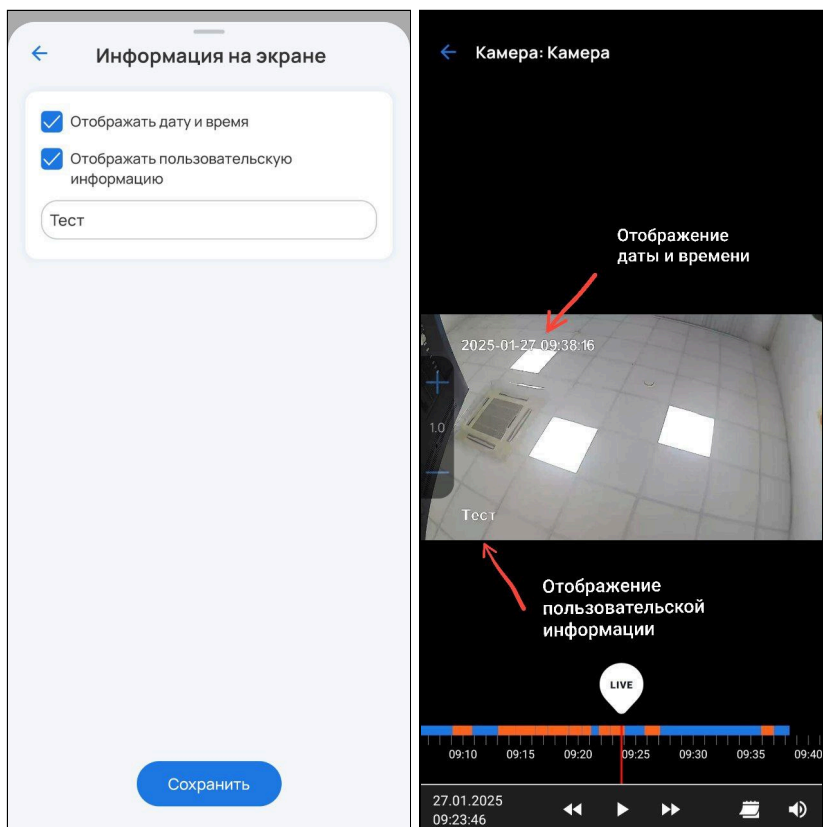 Информация на экране
Отображать дату и время
Отображать пользовательскую
информацию
Тест
Сохранить
Камера: Камера
Отображение
даты и времени
2025-01-27 09:38:16
1.0
Тест
Отображение
пользовательской
информации
LIVE
09:10 09:15 09:20 09:25 09:30 09:35 09:40
27.01.2025
09:23:46